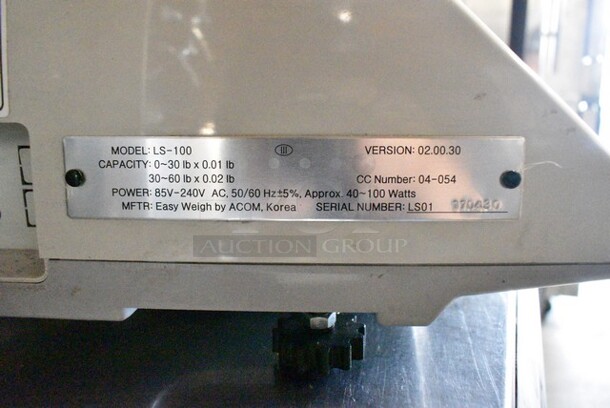 MODEL: LS-100
III
VERSION: 02.00.30
CAPACITY: 0~30 lb x 0.01 lb
30~60 lb x 0.02 lb
CC Number: 04-054
POWER: 85V-240V AC, 50/60 Hz±5%, Approx. 40~100 Watts
MFTR: Easy Weigh by ACOM, Korea SERIAL NUMBER: LS01
AUCTION GROUP